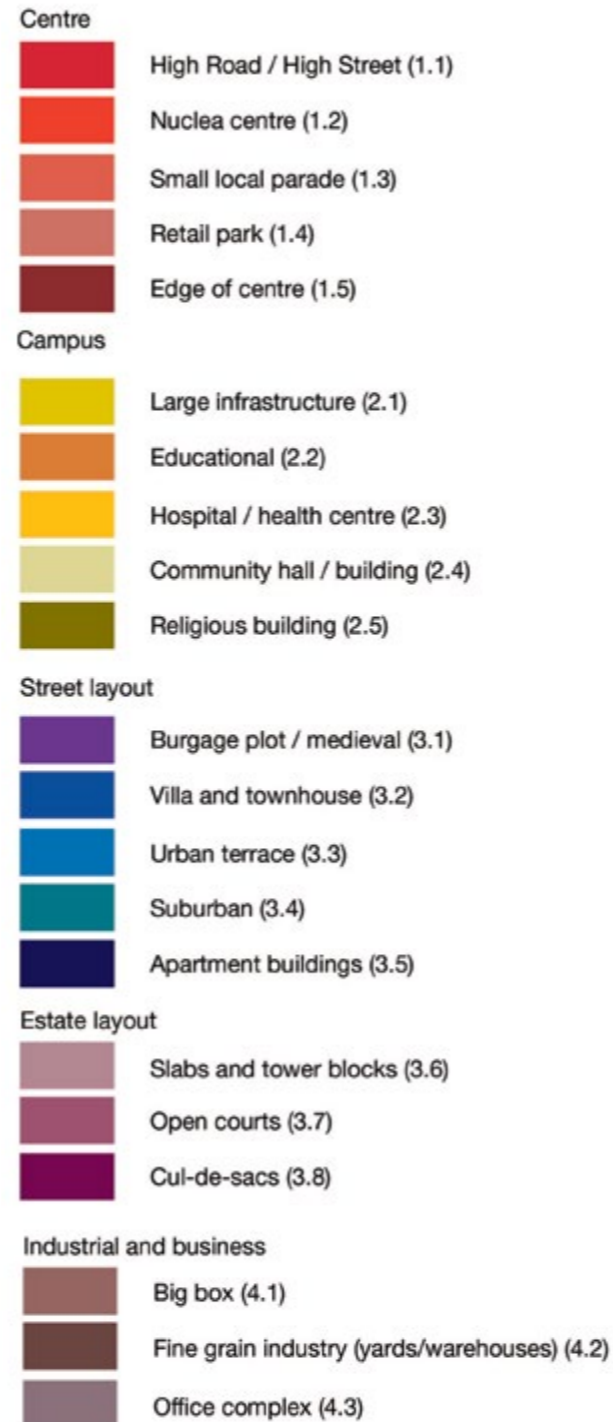 Centre
High Road / High Street (1.1)
Nuclea centre (1.2)
Small local parade (1.3)
Retail park (1.4)
Edge of centre (1.5)
Campus
Large infrastructure (2.1)
Educational (2.2)
Hospital / health centre (2.3)
Community hall / building (2.4)
Religious building (2.5)
Street layout
Burgage plot / medieval (3.1)
Villa and townhouse (3.2)
Urban terrace (3.3)
Suburban (3.4)
Apartment buildings (3.5)
Estate layout
Slabs and tower blocks (3.6)
Open courts (3.7)
Cul-de-sacs (3.8)
Industrial and business
Big box (4.1)
Fine grain industry (yards/warehouses) (4.2)
Office complex (4.3)